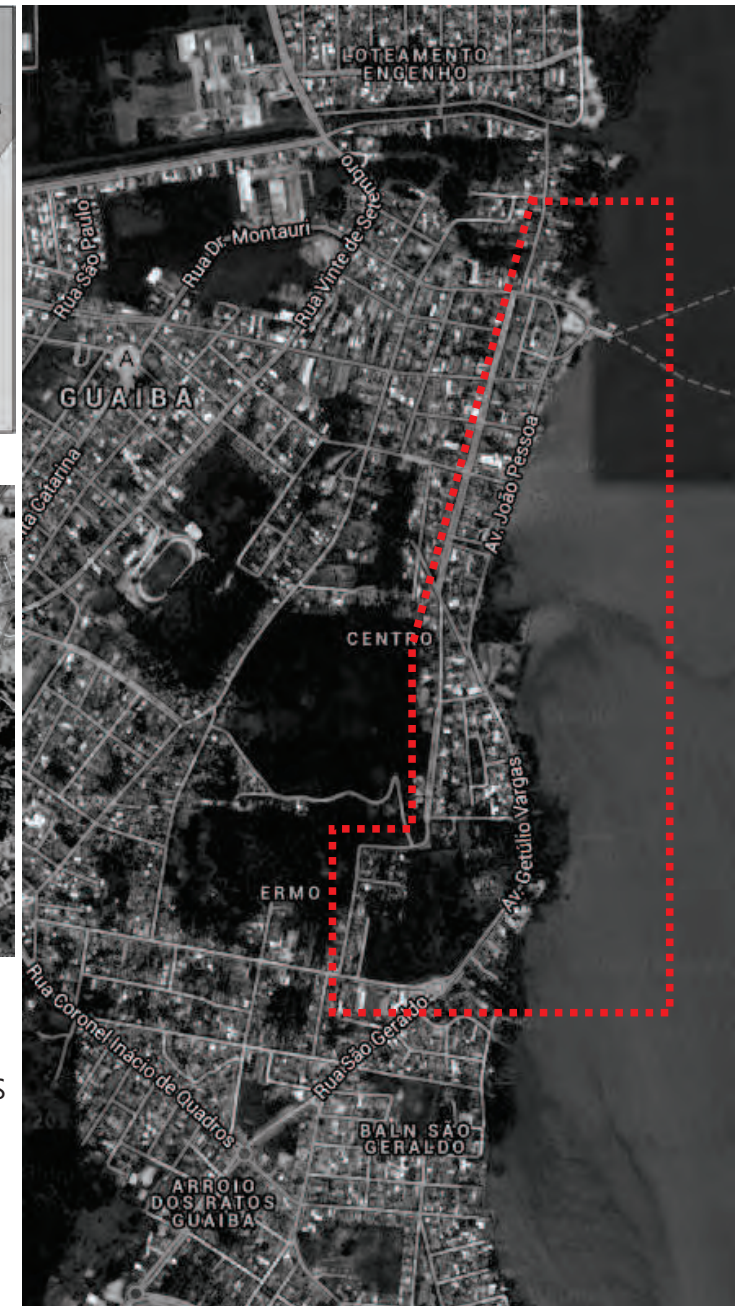 LOTEAMENTO
ENGENHO
Rua São Paulo
Rua Dr. Montauri
Rua Vinte de Setembro
A
GUAÍBA
Av. João Pessoa
CENTRO
Av. Getúlio Vargas
ERMO
Rua Coronel Inácio de Quadros
Rua São Geraldo
S
BALN SÃO
GERALDO
ARROIO
DOS RATOS
GUAÍBA